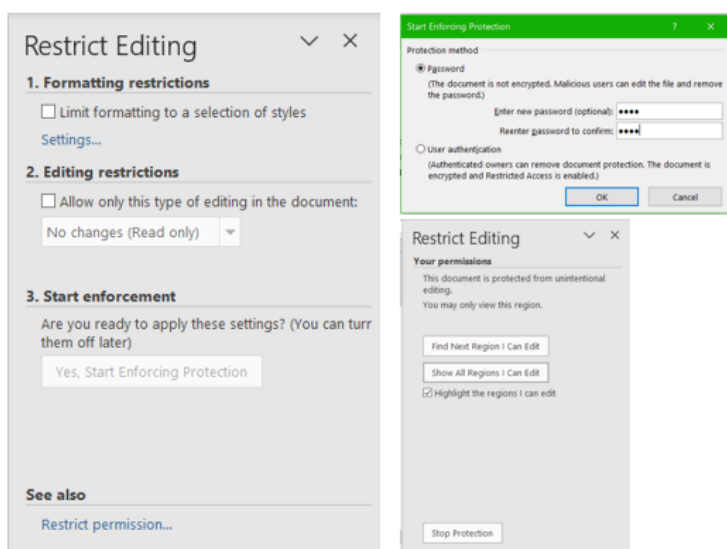 Restrict Editing
1. Formatting restrictions
Limit formatting to a selection of styles
Settings...
2. Editing restrictions
Allow only this type of editing in the document:
No changes (Read only)
3. Start enforcement
Are you ready to apply these settings? (You can turr
them off later)
Yes, Start Enforcing Protection
See also
Restrict permission...
Start Enforcing Protection
Protection method
Password
(The document is not encrypted. Malicious users can edit the file and remove
the password.)
Enter new password (optional):
Reenter password to confirm:
User authentication
(Authenticated owners can remove document protection. The document is
encrypted and Restricted Access is enabled.)
OK Cancel
Restrict Editing
Your permissions
This document is protected from unintentional
editing.
You may only view this region.
Find Next Region I Can Edit
Show All Regions I Can Edit
Highlight the regions I can edit
Stop Protection